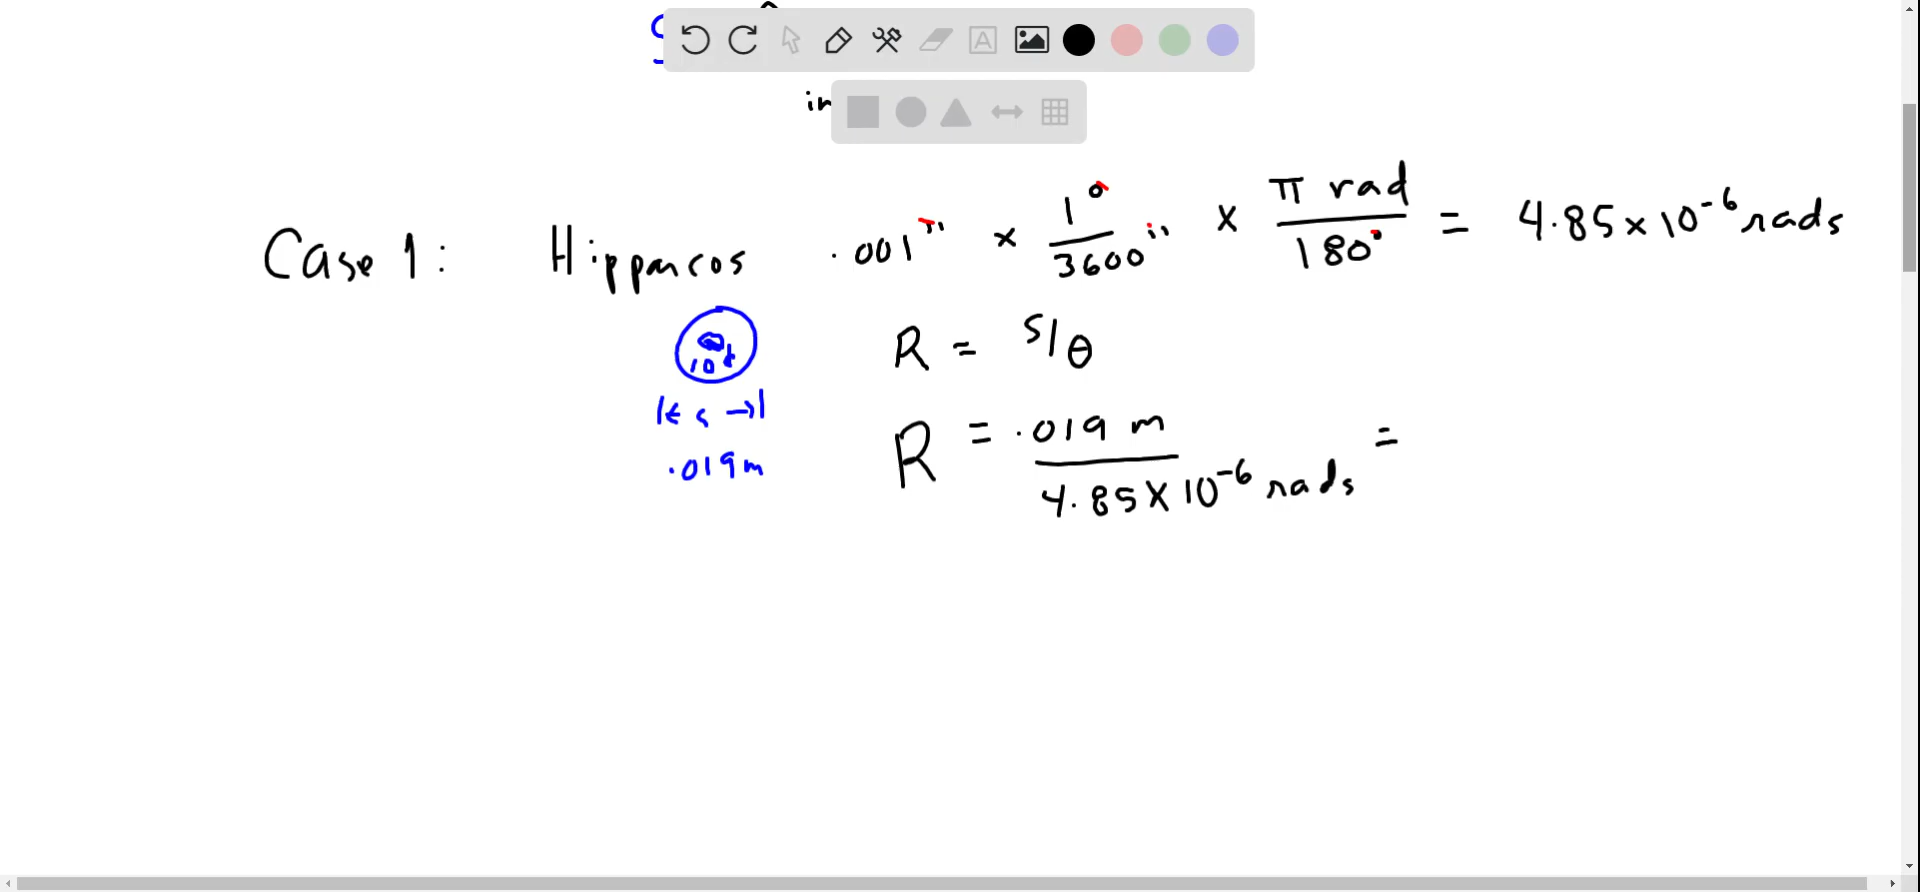 in
Case 1: Hipparcos .001" × 1°/3600" × π rad/180° = 4.85 × 10⁻⁶ rads
10¢
R = S/θ
|← s →|
.019m
R = .019 m / 4.85 × 10⁻⁶ rads =